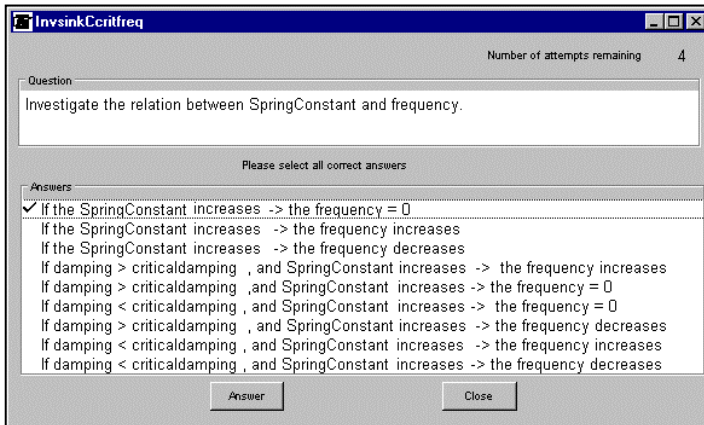 InvsinkCcritfreq
Number of attempts remaining 4
Question
Investigate the relation between SpringConstant and frequency.
Please select all correct answers
Answers
If the SpringConstant increases -> the frequency = 0
If the SpringConstant increases -> the frequency increases
If the SpringConstant increases -> the frequency decreases
If damping > criticaldamping , and SpringConstant increases -> the frequency increases
If damping > criticaldamping ,and SpringConstant increases -> the frequency = 0
If damping < criticaldamping , and SpringConstant increases -> the frequency = 0
If damping > criticaldamping , and SpringConstant increases -> the frequency decreases
If damping < criticaldamping , and SpringConstant increases -> the frequency increases
If damping < criticaldamping , and SpringConstant increases -> the frequency decreases
Answer Close